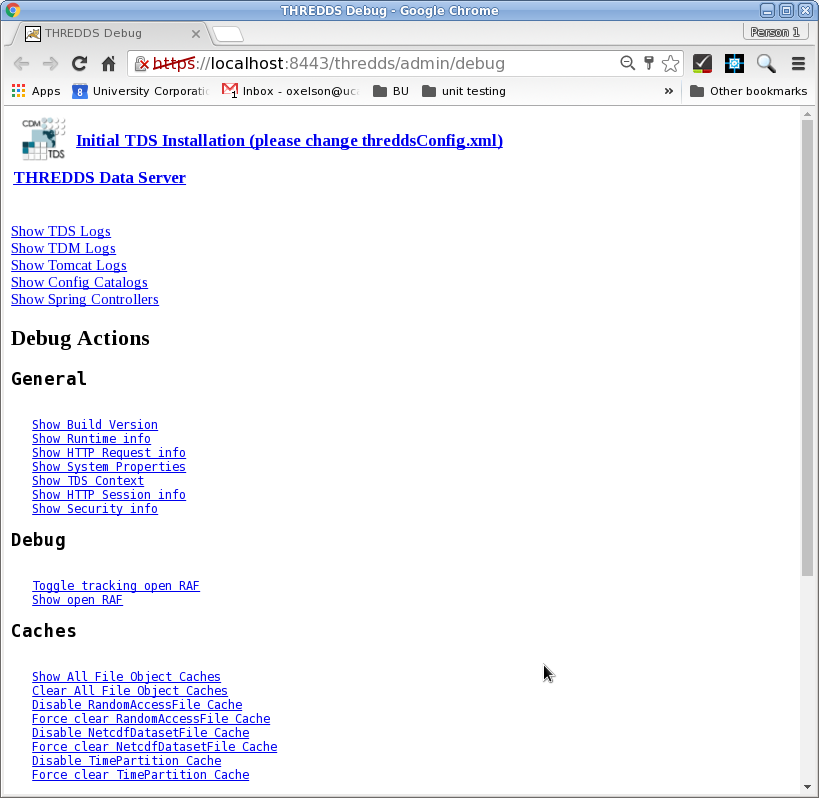 THREDDS Debug - Google Chrome
THREDDS Debug
Person 1
https://localhost:8443/thredds/admin/debug
Apps
8 University Corporati
1 Inbox - oxelson@uc
BU
unit testing
»
Other bookmarks
CDM
TDS
Initial TDS Installation (please change threddsConfig.xml)
THREDDS Data Server
Show TDS Logs
Show TDM Logs
Show Tomcat Logs
Show Config Catalogs
Show Spring Controllers
Debug Actions
General
Show Build Version
Show Runtime info
Show HTTP Request info
Show System Properties
Show TDS Context
Show HTTP Session info
Show Security info
Debug
Toggle tracking open RAF
Show open RAF
Caches
Show All File Object Caches
Clear All File Object Caches
Disable RandomAccessFile Cache
Force clear RandomAccessFile Cache
Disable NetcdfDatasetFile Cache
Force clear NetcdfDatasetFile Cache
Disable TimePartition Cache
Force clear TimePartition Cache